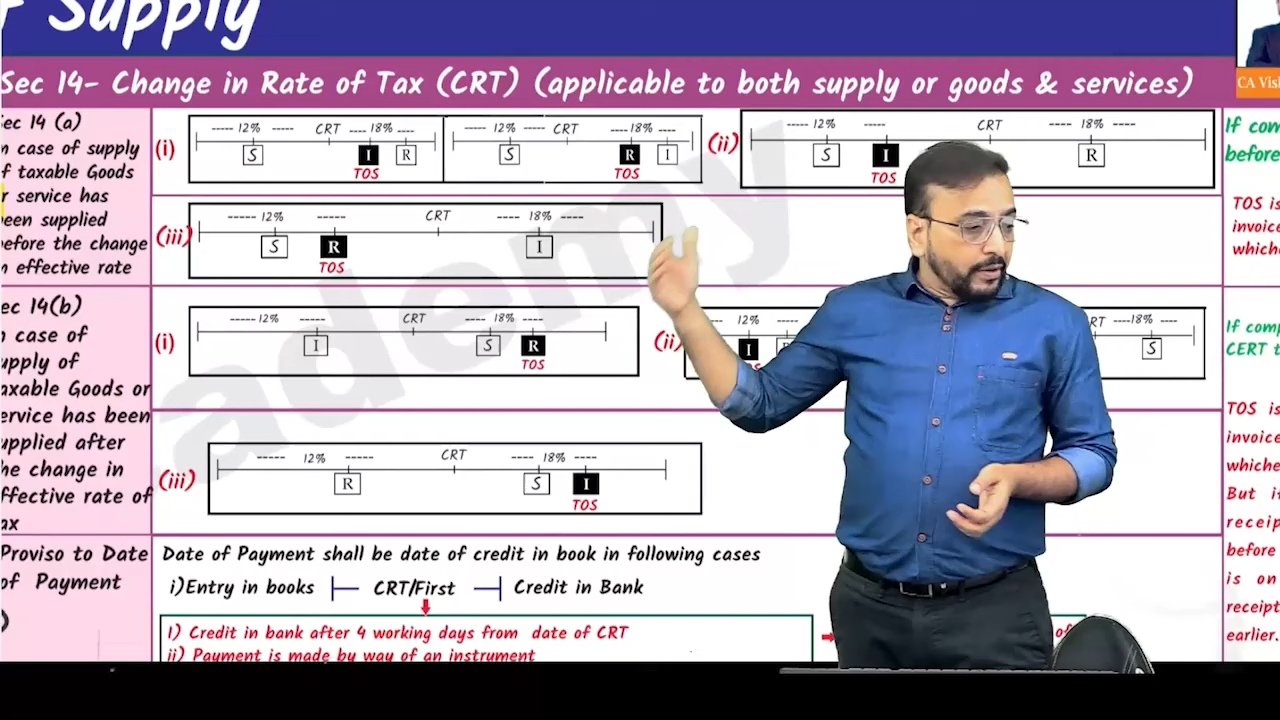 f Supply
Sec 14- Change in Rate of Tax (CRT) (applicable to both supply or goods & services)
CA Vis
ec 14 (a)
n case of supply
f taxable Goods
r service has
een supplied
efore the change
n effective rate
(i)
----- 12% ----- CRT ---- 18% ---
S I R
TOS
----- 12% ----- CRT ----18% ---
S R I
TOS
(ii)
----- 12% ----- CRT ---- 18% ----
S I R
TOS
If com
before
TOS is
invoice
which
(iii)
----- 12% ----- CRT ---- 18% ----
S R I
TOS
ec 14(b)
n case of
upply of
axable Goods or
ervice has been
upplied after
he change in
ffective rate of
ax
(i)
-----12% ----- CRT ---- 18% ----
I S R
TOS
(ii)
12% ---- RT ----18% ----
I S
TOS
If comp
CERT t
(iii)
---- 12% ---- CRT ---- 18% ----
R S I
TOS
TOS is
invoice
whiche
But i
receip
before
is on
receipt
earlier.
Proviso to Date
of Payment
Date of Payment shall be date of credit in book in following cases
i)Entry in books CRT/First Credit in Bank
I) Credit in bank after 4 working days from date of CRT
ii) Payment is made by way of an instrument
of
ademy